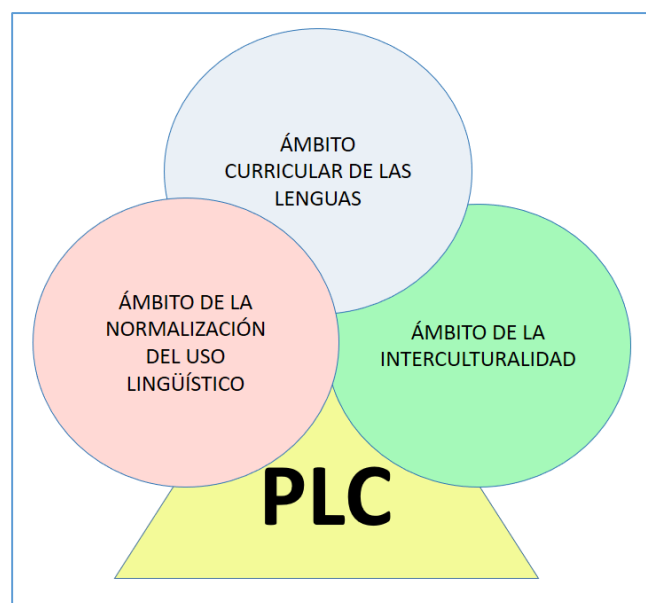 ÁMBITO
CURRICULAR DE LAS
LENGUAS
ÁMBITO DE LA
NORMALIZACIÓN
DEL USO
LINGÜÍSTICO
ÁMBITO DE LA
INTERCULTURALIDAD
PLC